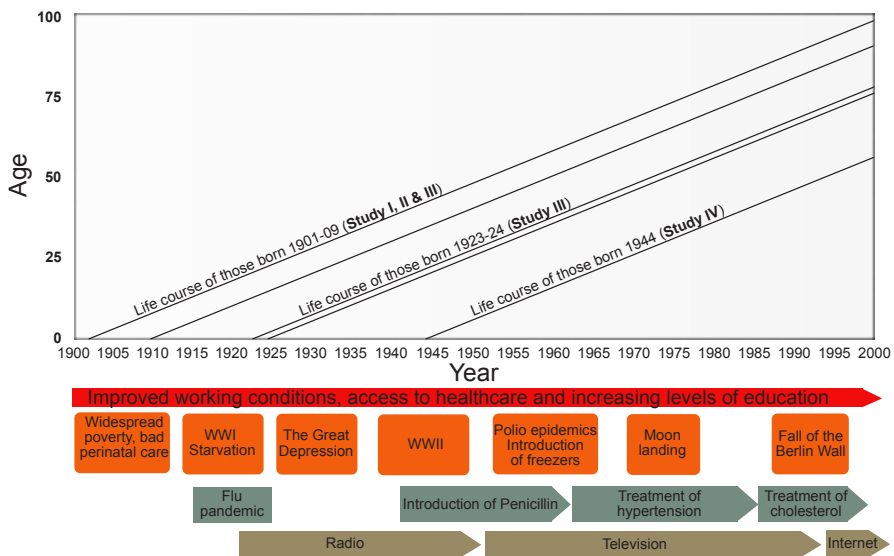 100
75
50
25
0
Age
Life course of those born 1901-09 (Study I, II & III)
Life course of those born 1923-24 (Study III)
Life course of those born 1944 (Study IV)
1900 1905 1910 1915 1920 1925 1930 1935 1940 1945 1950 1955 1960 1965 1970 1975 1980 1985 1990 1995 2000
Year
Improved working conditions, access to healthcare and increasing levels of education
Widespread
poverty, bad
perinatal care
WWI
Starvation
The Great
Depression
WWII
Polio epidemics
Introduction
of freezers
Moon
landing
Fall of the
Berlin Wall
Flu
pandemic
Introduction of Penicillin
Treatment of
hypertension
Treatment of
cholesterol
Radio
Television
Internet